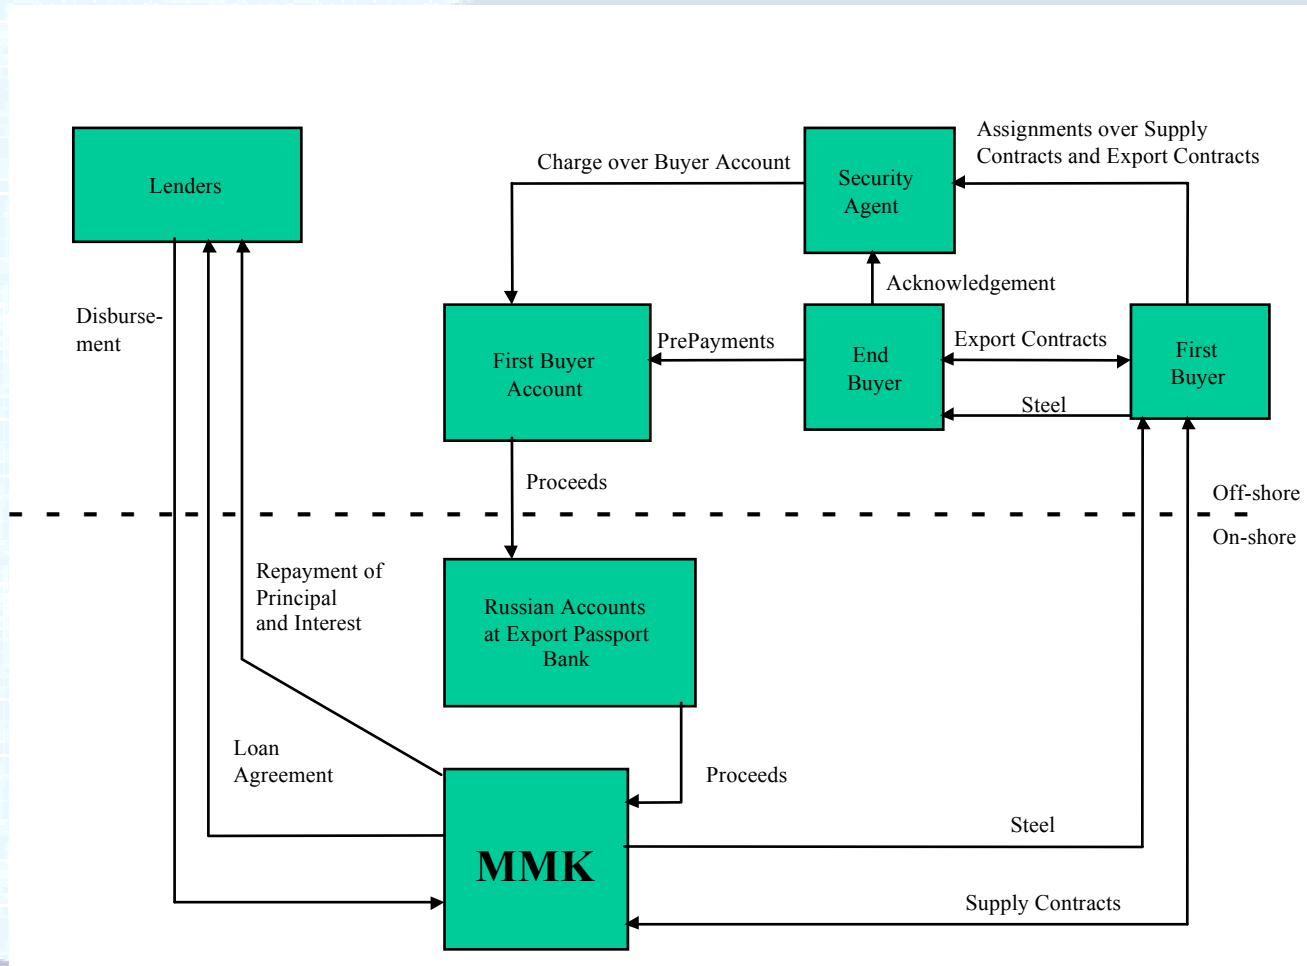 Assignments over Supply
Contracts and Export Contracts
Charge over Buyer Account
Security
Agent
Lenders
Acknowledgement
Disburse-
ment
PrePayments
Export Contracts
First Buyer
Account
End
Buyer
First
Buyer
Steel
Proceeds
Off-shore
On-shore
Repayment of
Principal
and Interest
Russian Accounts
at Export Passport
Bank
Loan
Agreement
Proceeds
Steel
MMK
Supply Contracts